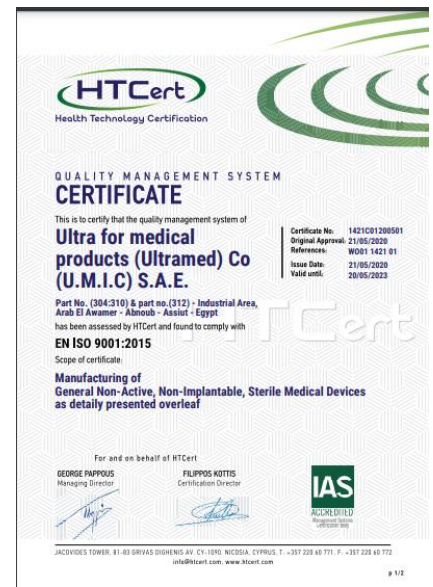 HTCert
Health Technology Certification
QUALITY MANAGEMENT SYSTEM
CERTIFICATE
This is to certify that the quality management system of
Ultra for medical
products (Ultramed) Co
(U.M.I.C) S.A.E.
Part No. (304:310) & part no.(312) - Industrial Area,
Arab El Awamer - Abnoub - Assiut - Egypt
has been assessed by HTCert and found to comply with
EN ISO 9001:2015
Scope of certificate:
Manufacturing of
General Non-Active, Non-Implantable, Sterile Medical Devices
as detaily presented overleaf
Certificate No: 1421C01200501
Original Approval: 21/05/2020
References: WO01 1421 01
Issue Date: 21/05/2020
Valid until: 20/05/2023
HTCert
For and on behalf of HTCert
GEORGE PAPPOUS
Managing Director
FILIPPOS KOTTIS
Certification Director
IAS
ACCREDITED
Management Systems
Certification Body
JACOVIDES TOWER, 81-83 GRIVAS DIGHENIS AV. CY-1090, NICOSIA, CYPRUS, T. +357 220 60 771, F. +357 220 60 772
info@htcert.com, www.htcert.com
p 1/2